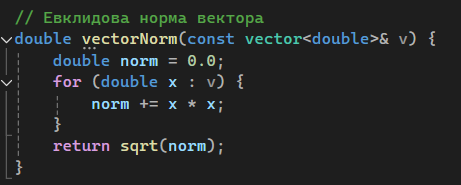 // Евклидова норма вектора
double vectorNorm(const vector<double>& v) {
    double norm = 0.0;
    for (double x : v) {
        norm += x * x;
    }
    return sqrt(norm);
}